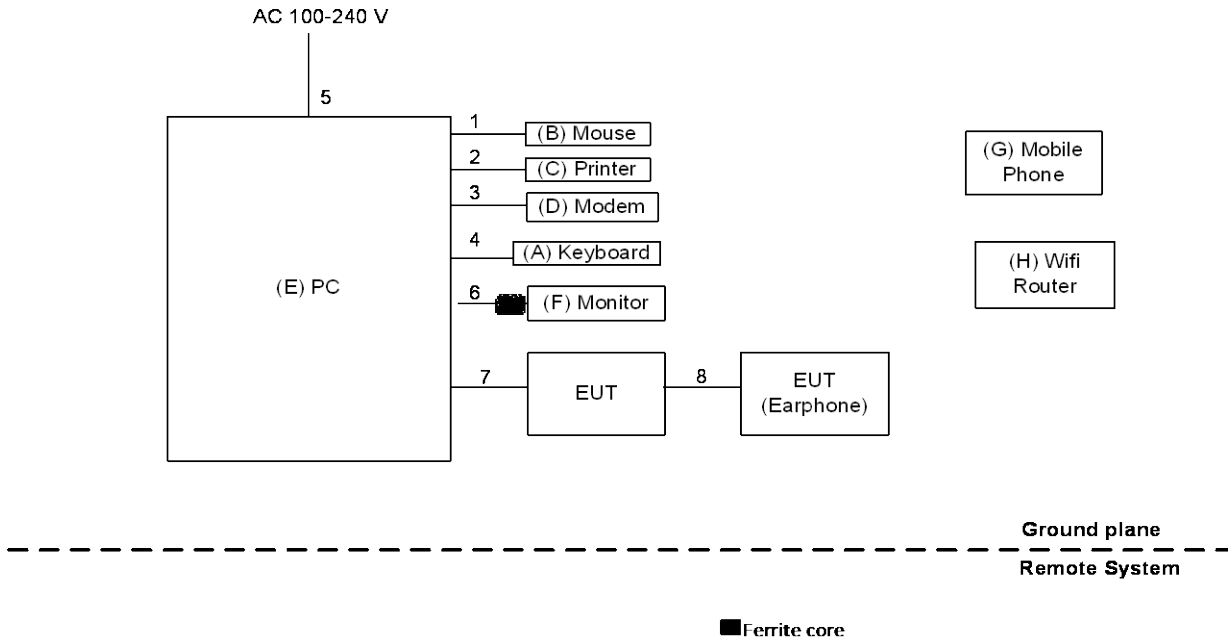 AC 100-240 V
5
1
(B) Mouse
2
(C) Printer
3
(D) Modem
4
(A) Keyboard
(E) PC
6
(F) Monitor
7
EUT
8
EUT
(Earphone)
(G) Mobile
Phone
(H) Wifi
Router
Ground plane
Remote System
Ferrite core